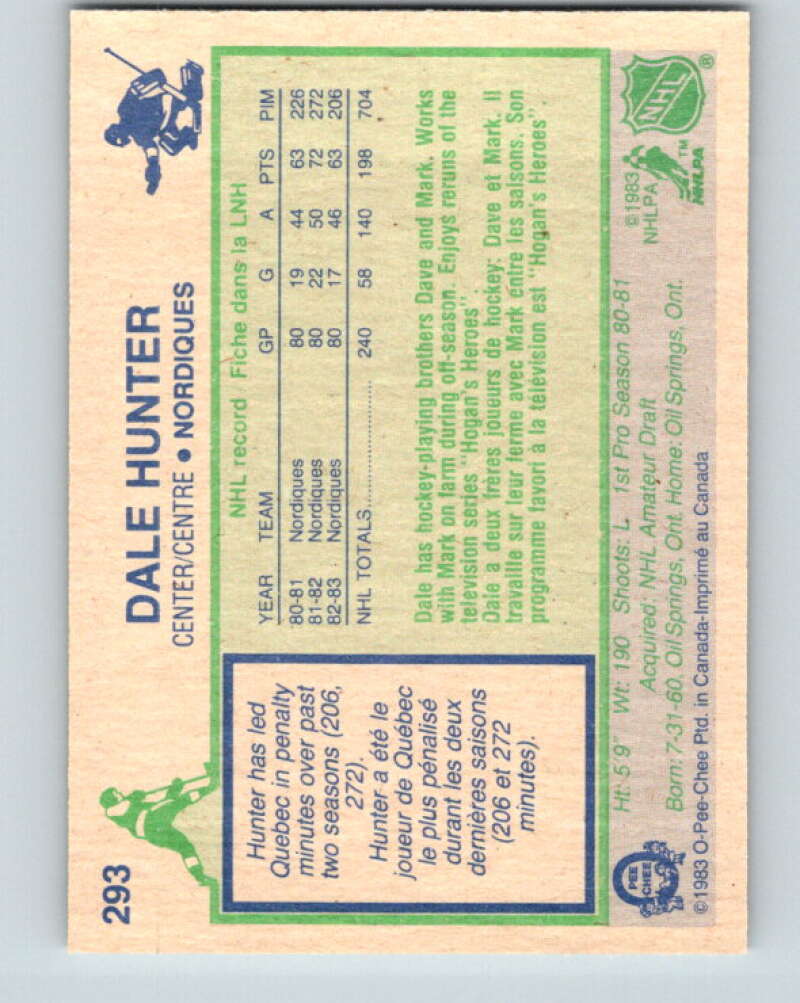 293
DALE HUNTER
CENTER/CENTRE • NORDIQUES
Hunter has led
Quebec in penalty
minutes over past
two seasons (206,
272).
Hunter a été le
joueur de Québec
le plus pénalisé
durant les deux
dernières saisons
(206 et 272
minutes).
NHL record Fiche dans la LNH
YEAR TEAM GP G A PTS PIM
80-81 Nordiques 80 19 44 63 226
81-82 Nordiques 80 22 50 72 272
82-83 Nordiques 80 17 46 63 206
NHL TOTALS 240 58 140 198 704
Dale has hockey-playing brothers Dave and Mark. Works
with Mark on farm during off-season. Enjoys reruns of the
television series "Hogan's Heroes".
Dale a deux frères joueurs de hockey: Dave et Mark. Il
travaille sur leur ferme avec Mark entre les saisons. Son
programme favori à la télévision est "Hogan's Heroes".
Ht: 5'9" Wt: 190 Shoots: L 1st Pro Season 80-81
Acquired: NHL Amateur Draft
Born: 7-31-60. Oil Springs, Ont. Home: Oil Springs, Ont.
©1983 O-Pee-Chee Ptd. in Canada-Imprimé au Canada
PEE
CHEE
©1983
NHLPA
NHL ®
NHLPA ™